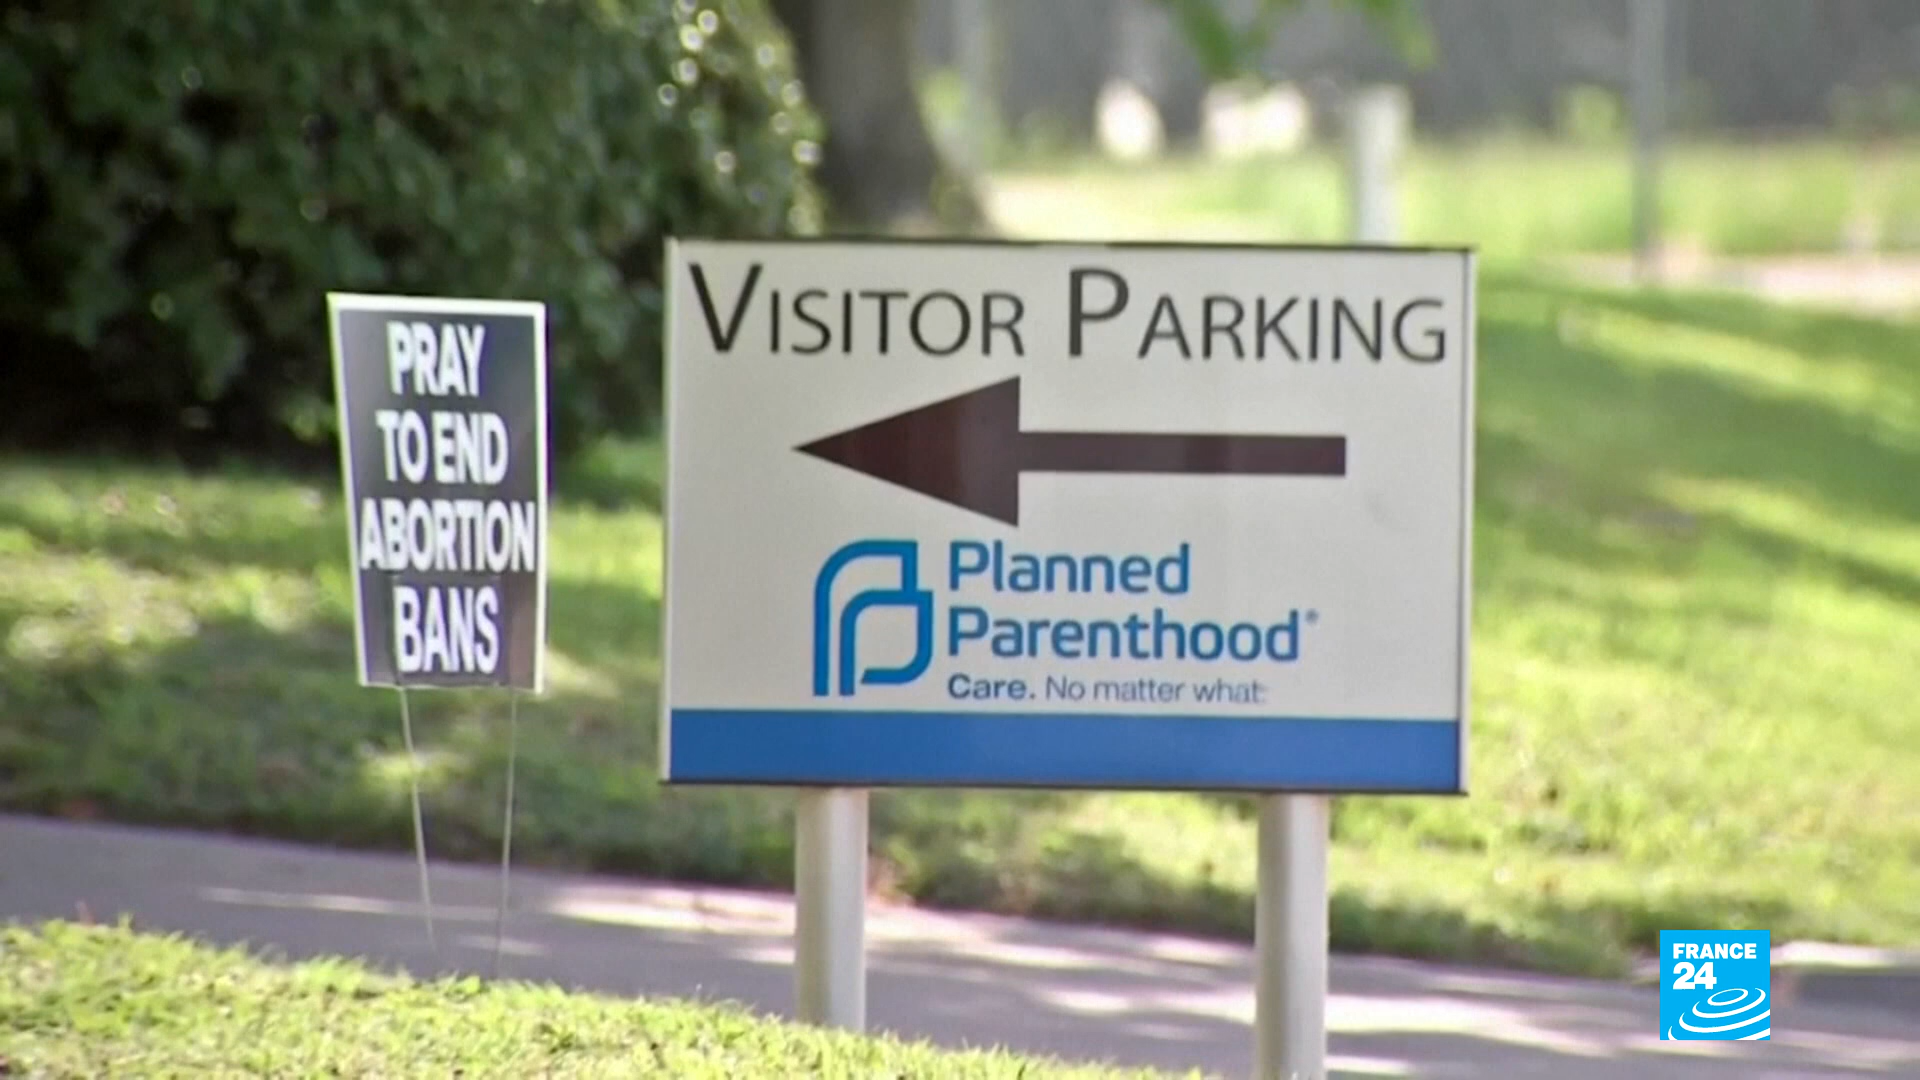 PRAY
TO END
ABORTION
BANS
VISITOR PARKING
Planned
Parenthood®
Care. No matter what.
FRANCE
24